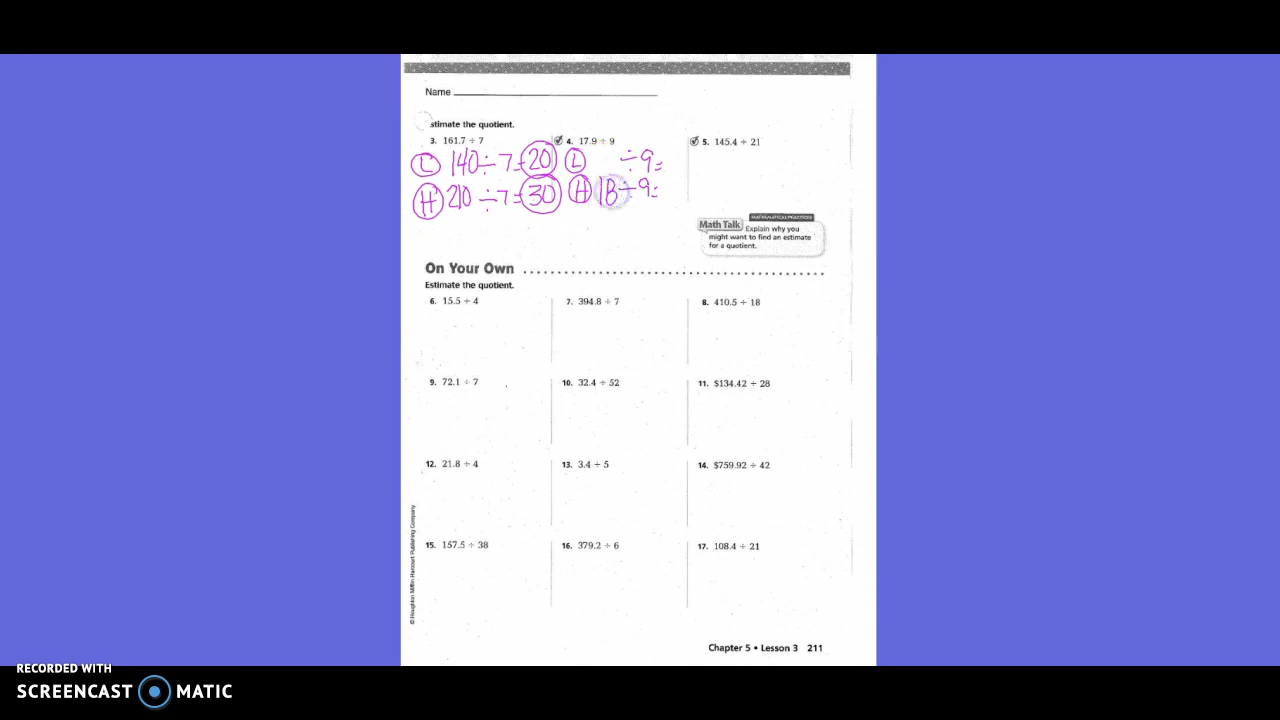 Name
stimate the quotient.
3. 161.7 ÷ 7
4. 17.9 ÷ 9
5. 145.4 ÷ 21
L 140 ÷ 7 = 20
H 210 ÷ 7 = 30
L ÷ 9 =
H 18 ÷ 9 =
MATHEMATICAL PRACTICES
Math Talk Explain why you
might want to find an estimate
for a quotient.
On Your Own
Estimate the quotient.
6. 15.5 ÷ 4
7. 394.8 ÷ 7
8. 410.5 ÷ 18
9. 72.1 ÷ 7
10. 32.4 ÷ 52
11. $134.42 ÷ 28
12. 21.8 ÷ 4
13. 3.4 ÷ 5
14. $759.92 ÷ 42
15. 157.5 ÷ 38
16. 379.2 ÷ 6
17. 108.4 ÷ 21
© Houghton Mifflin Harcourt Publishing Company
Chapter 5 • Lesson 3 211
RECORDED WITH
SCREENCAST MATIC